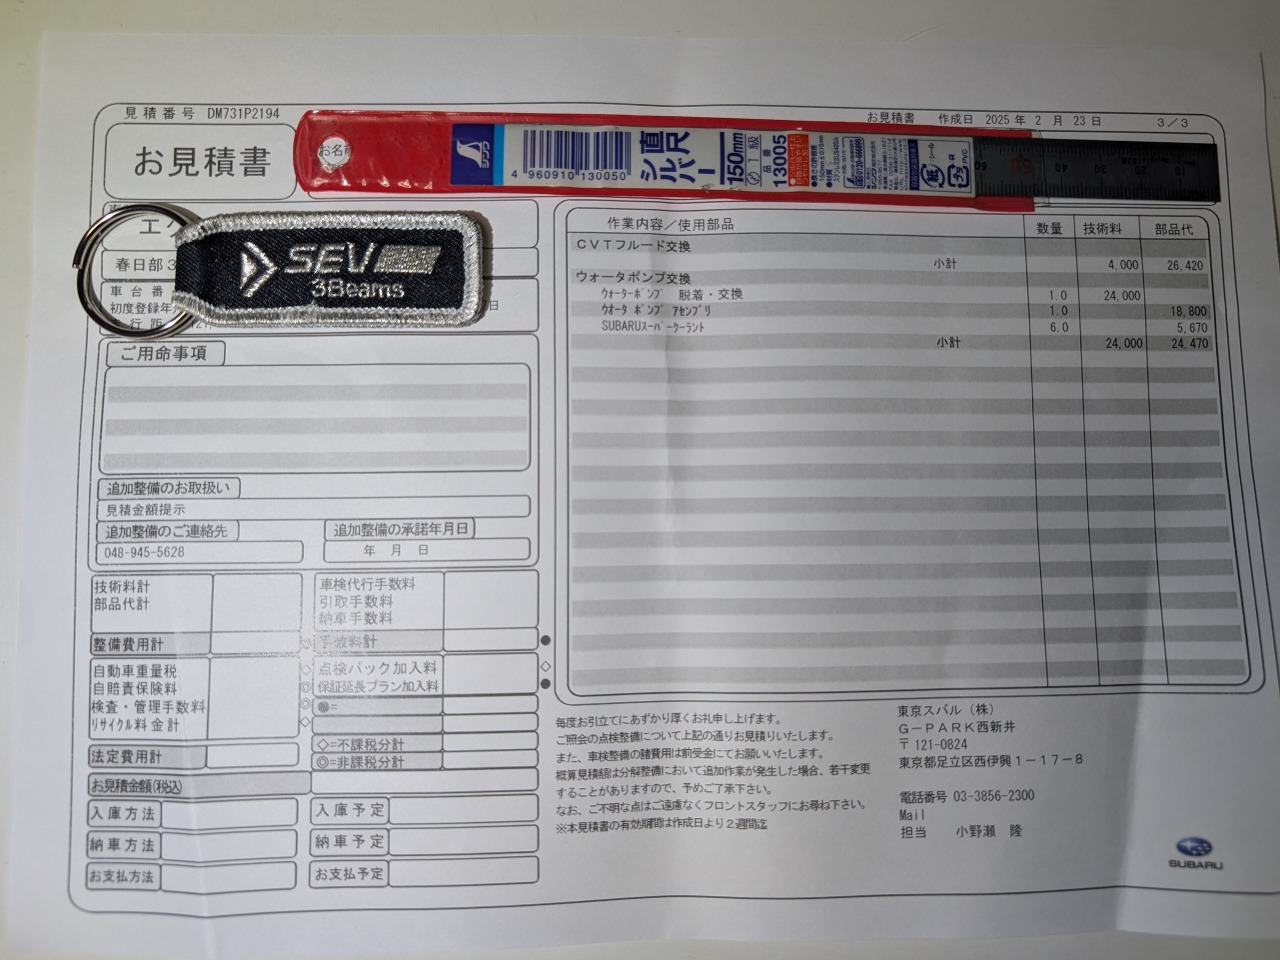 見積番号 DM731P2194
お見積書 作成日 2025年 2月 23日 3／3
お見積書
お名前
シンワ
4 960910 130050
直尺
シルバー
150mm
1級
品番
13005
60 40 30 20 10
エ
春日部3
車台番
初度登録年 日
行距
SEV
3Beams
ご用命事項
追加整備のお取扱い
見積金額提示
追加整備のご連絡先 追加整備の承諾年月日
048-945-5628 年 月 日
技術料計 車検代行手数料
部品代計 引取手数料
納車手数料
整備費用計 手数料計
自動車重量税 ◇点検パック加入料
自賠責保険料 ◎保証延長プラン加入料
検査・管理手数料 ◎ ●=
リサイクル料金計 ◇
◇=不課税分計
法定費用計 ◎=非課税分計
お見積金額(税込)
入庫方法 入庫予定
納車方法 納車予定
お支払方法 お支払予定
作業内容／使用部品 数量 技術料 部品代
ＣＶＴフルード交換
小計 4,000 26,420
ウォータポンプ交換
ｳｫｰﾀｰﾎﾟﾝﾌﾟ 脱着・交換 1.0 24,000
ｳｵｰﾀ ﾎﾟﾝﾌﾟ ｱｾﾝﾌﾞﾘ 1.0 18,800
SUBARUｽｰﾊﾟｰｸｰﾗﾝﾄ 6.0 5,670
小計 24,000 24,470
毎度お引立てにあずかり厚くお礼申し上げます。
ご照会の点検整備について上記の通りお見積りいたします。
また、車検整備の諸費用は前受金にてお願いいたします。
概算見積額は分解整備において追加作業が発生した場合、若干変更
することがありますので、予めご了承下さい。
なお、ご不明な点はご遠慮なくフロントスタッフにお尋ね下さい。
※本見積書の有効期間は作成日より２週間迄
東京スバル（株）
Ｇ－ＰＡＲＫ西新井
〒121-0824
東京都足立区西伊興１－１７－８
電話番号 03-3856-2300
Mail
担当 小野瀬 隆
SUBARU